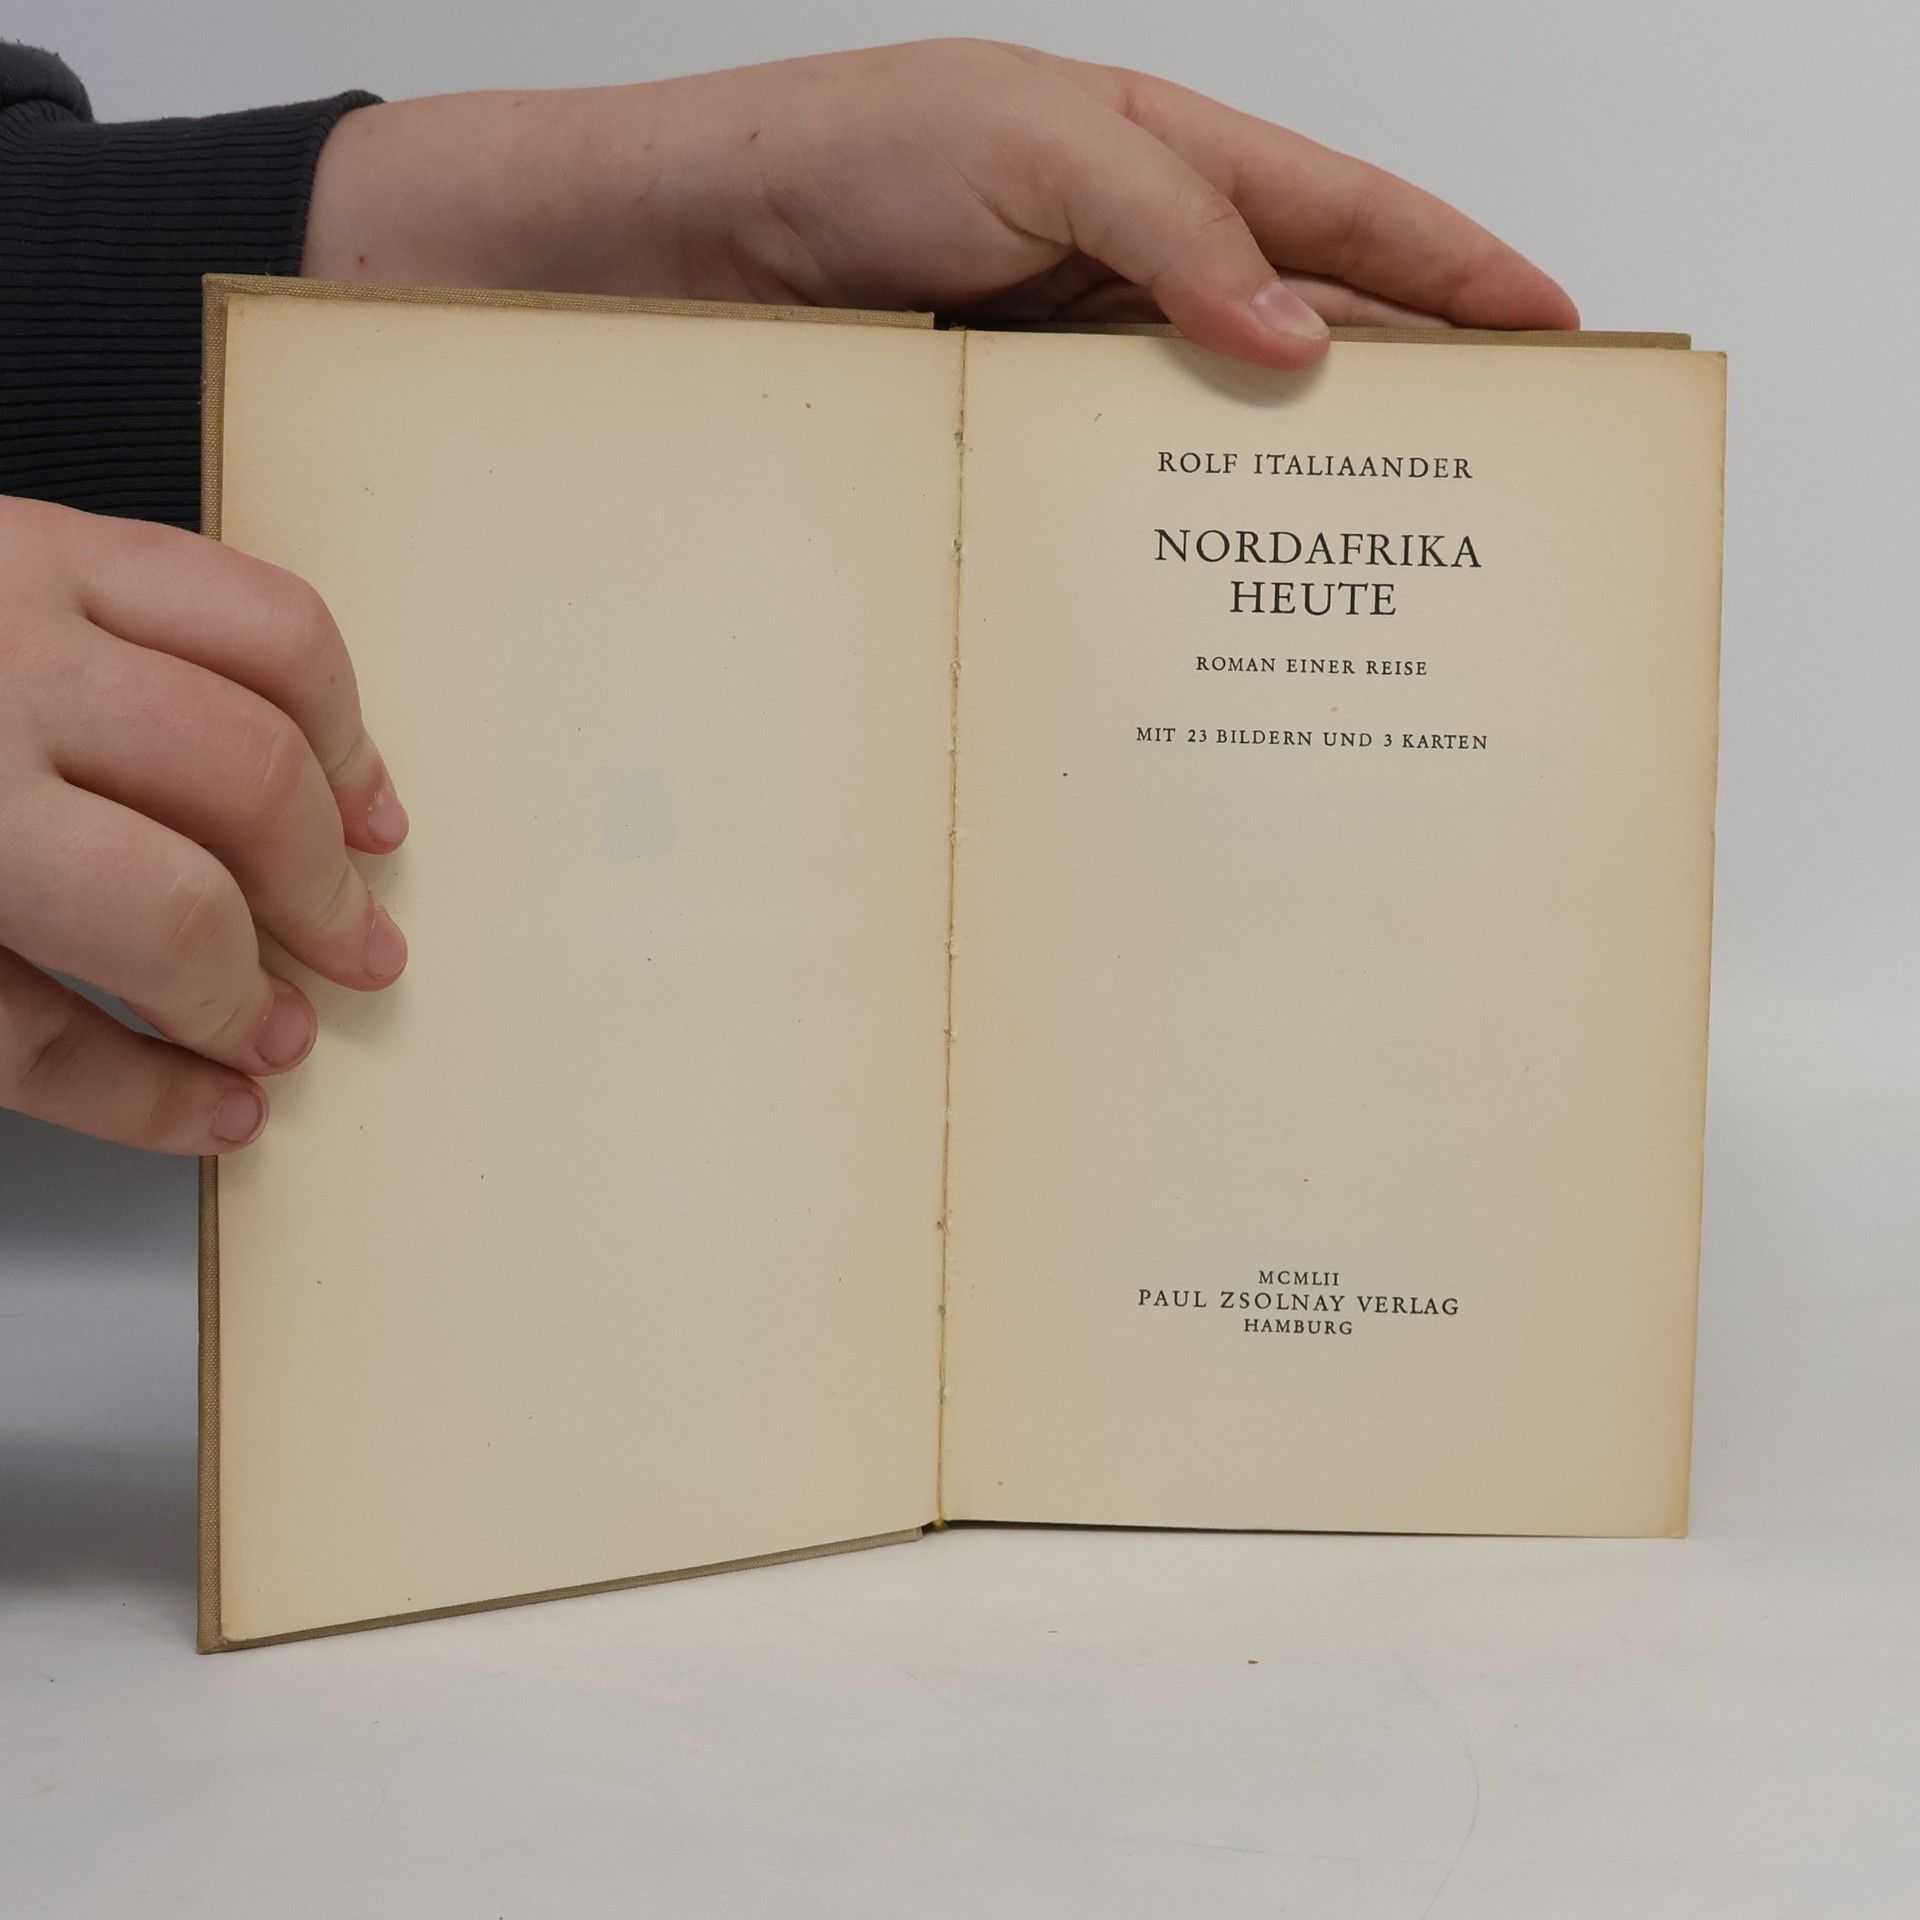 ROLF ITALIAANDER
NORDAFRIKA
HEUTE
ROMAN EINER REISE
MIT 23 BILDERN UND 3 KARTEN
MCMLII
PAUL ZSOLNAY VERLAG
HAMBURG